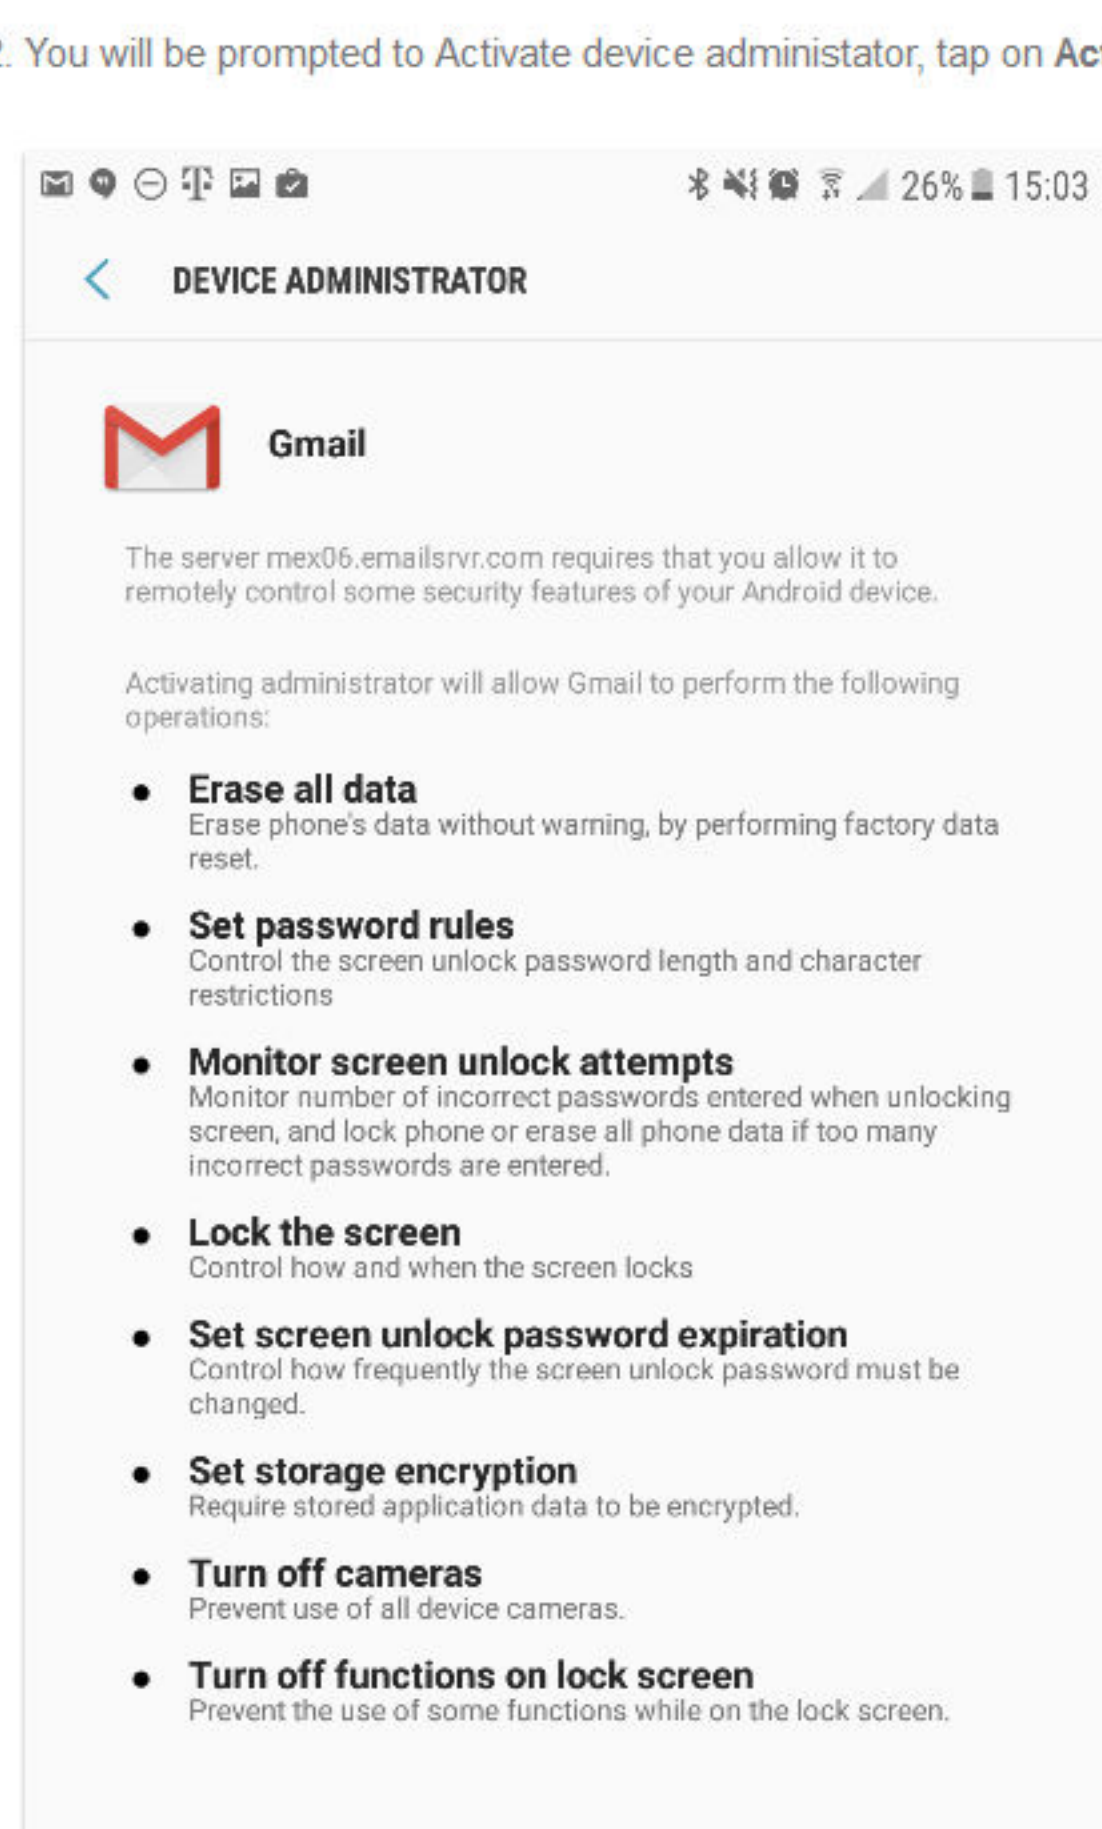 . You will be prompted to Activate device administator, tap on
26% 15:03
DEVICE ADMINISTRATOR
Gmail
The server mex06.emailsrvr.com requires that you allow it to
remotely control some security features of your Android device.
Activating administrator will allow Gmail to perform the following
operations:
• Erase all data
Erase phone's data without warning, by performing factory data
reset.
• Set password rules
Control the screen unlock password length and character
restrictions
• Monitor screen unlock attempts
Monitor number of incorrect passwords entered when unlocking
screen, and lock phone or erase all phone data if too many
incorrect passwords are entered.
• Lock the screen
Control how and when the screen locks
• Set screen unlock password expiration
Control how frequently the screen unlock password must be
changed.
• Set storage encryption
Require stored application data to be encrypted.
• Turn off cameras
Prevent use of all device cameras.
• Turn off functions on lock screen
Prevent the use of some functions while on the lock screen.